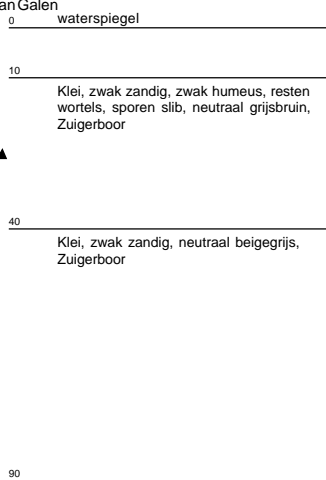 an Galen
0 waterspiegel
10
Klei, zwak zandig, zwak humeus, resten
wortels, sporen slib, neutraal grijsbruin,
Zuigerboor
40
Klei, zwak zandig, neutraal beigegrijs,
Zuigerboor
90